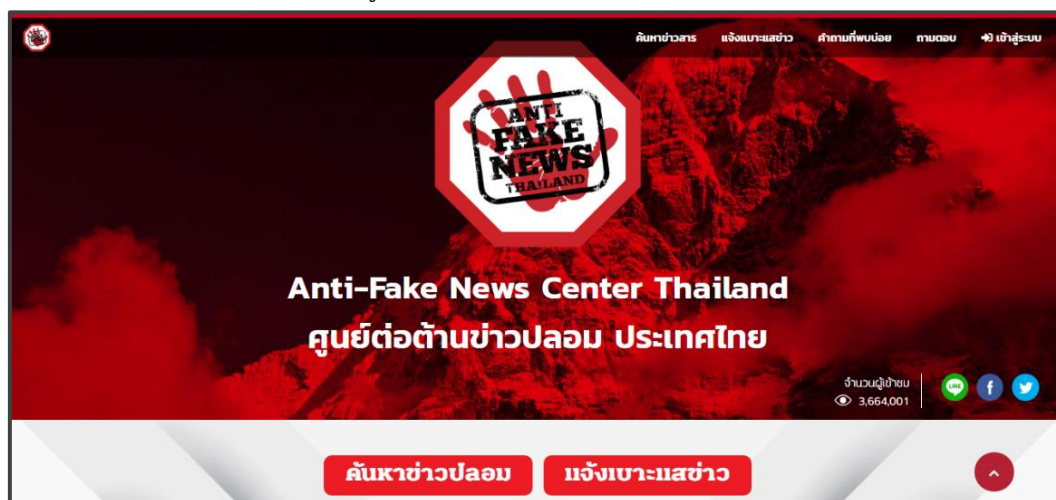 ค้นหาข่าวสาร แจ้งเบาะแสข่าว คำถามที่พบบ่อย ถามตอบ เข้าสู่ระบบ
ANTI
FAKE
NEWS
THAILAND
Anti-Fake News Center Thailand
ศูนย์ต่อต้านข่าวปลอม ประเทศไทย
จำนวนผู้เข้าชม
3,664,001
LINE
ค้นหาข่าวปลอม แจ้งเบาะแสข่าว